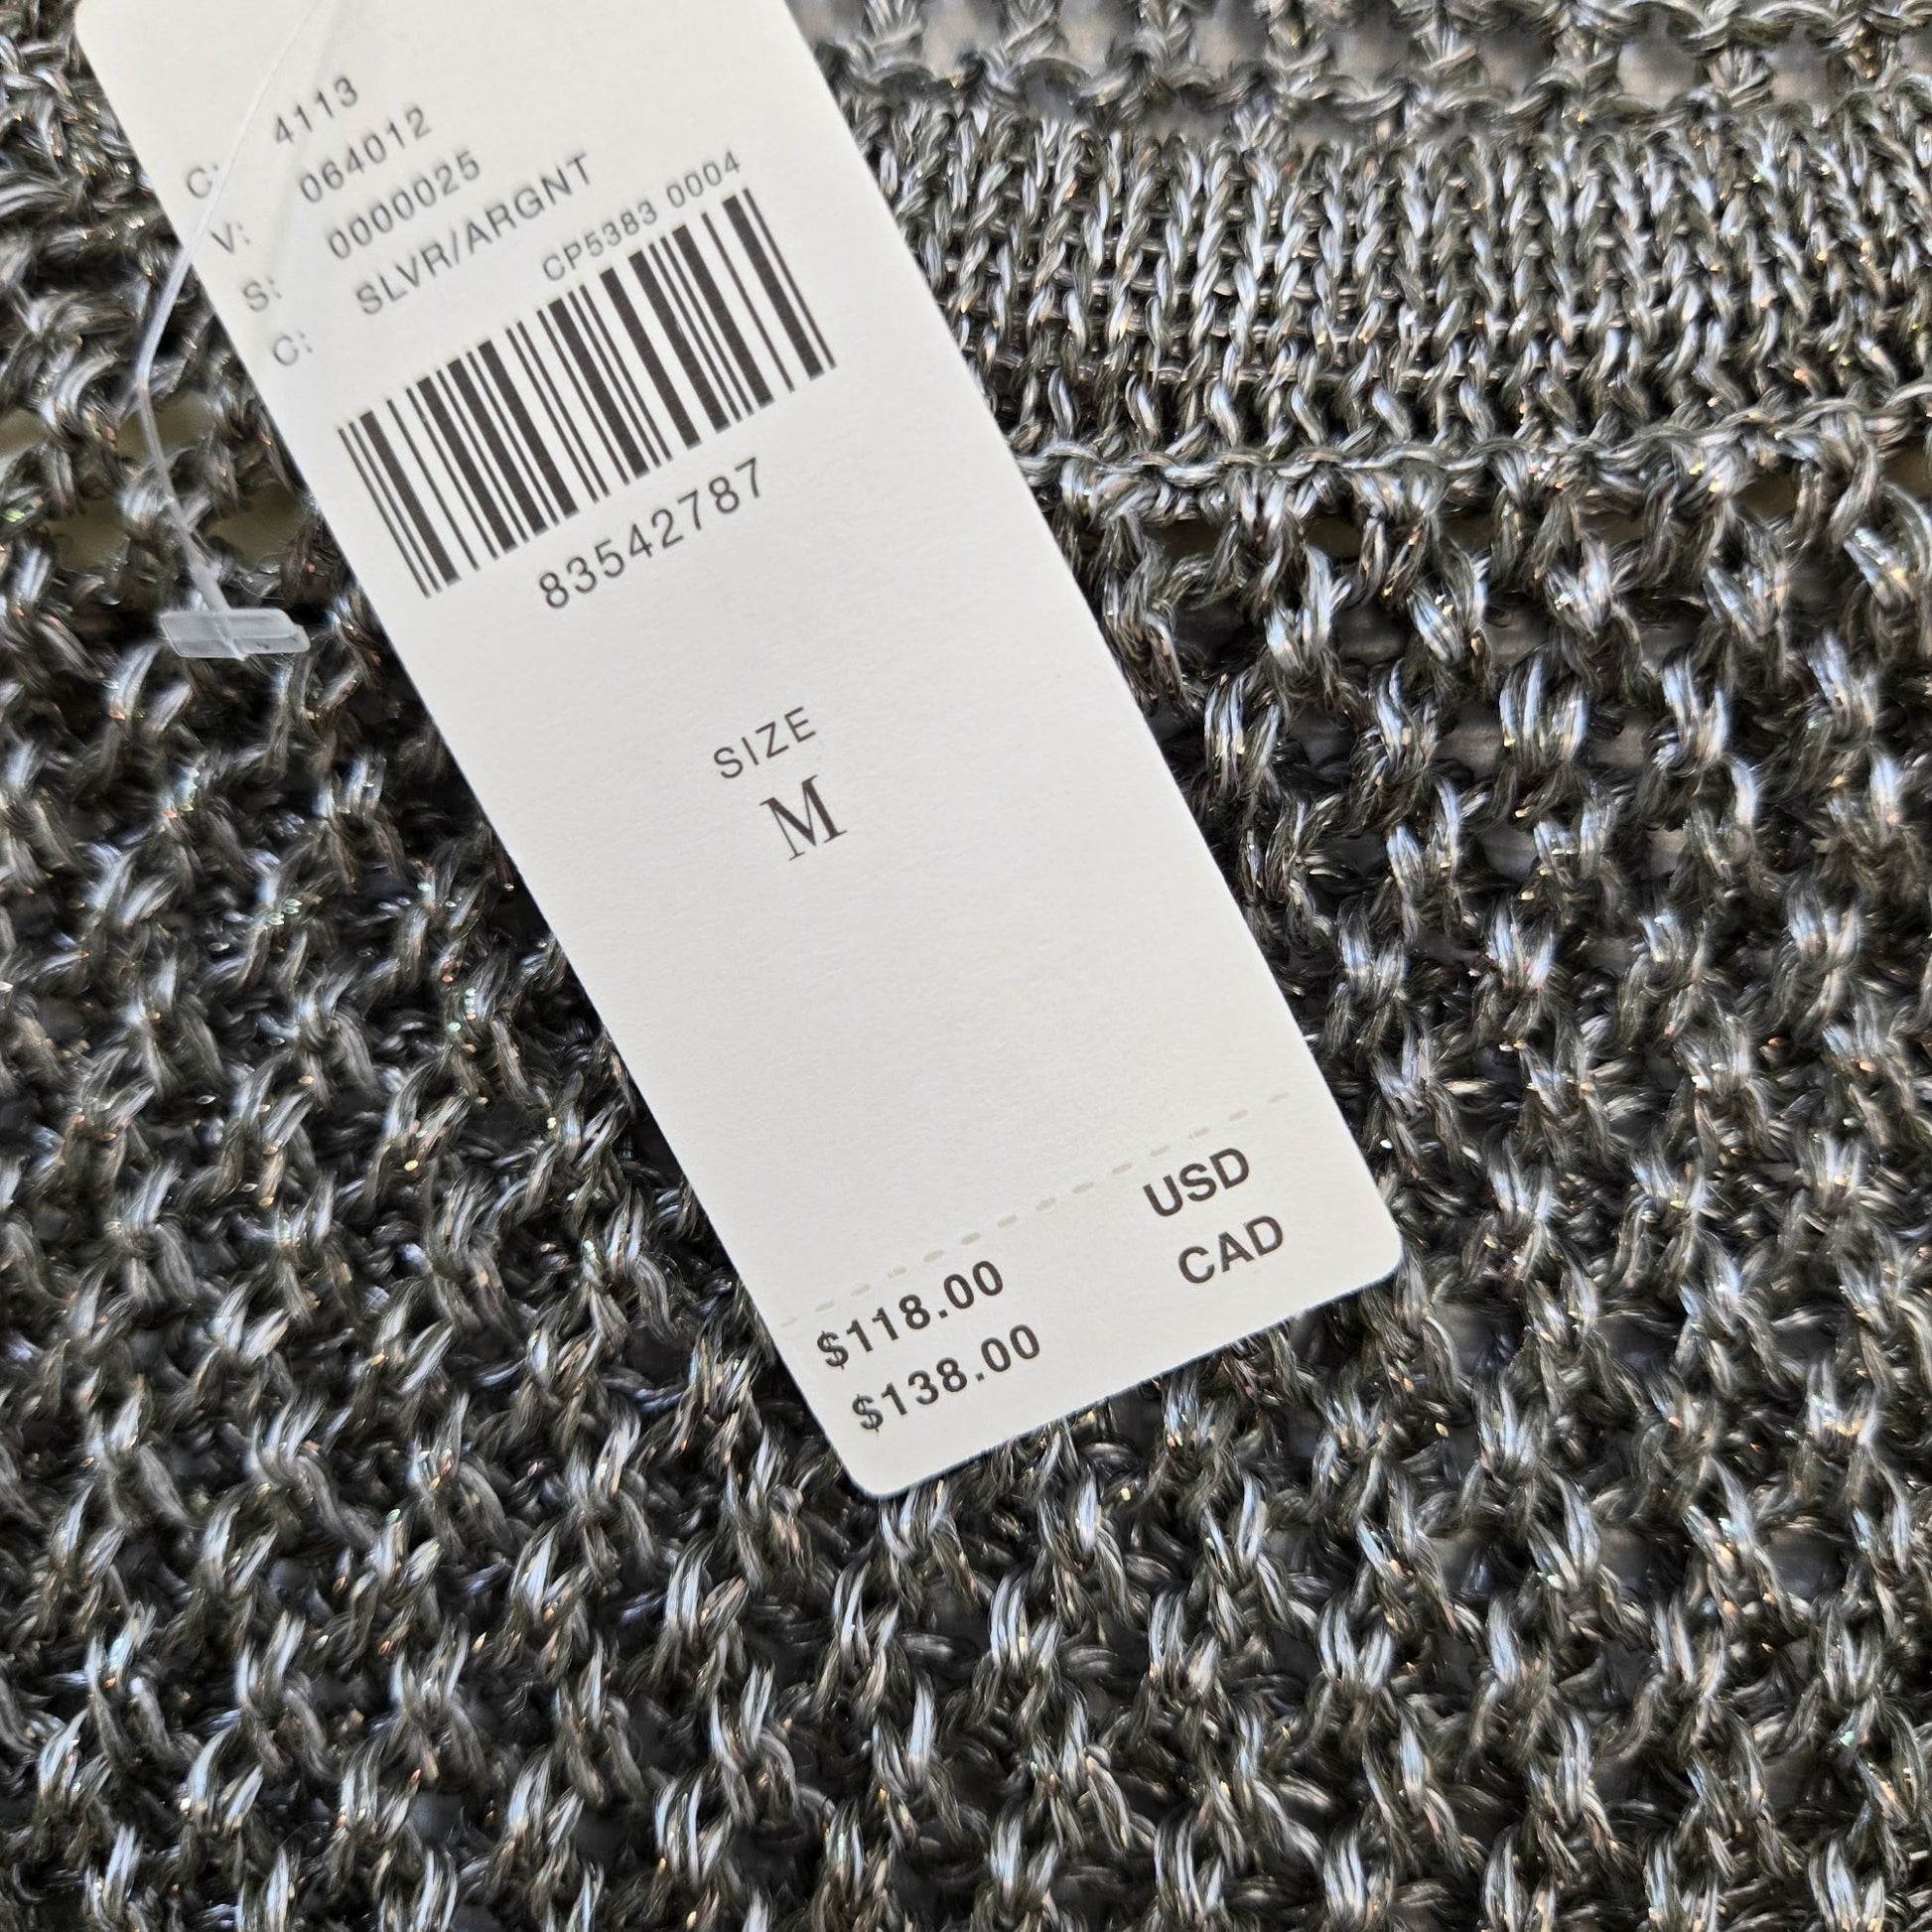 C: 4113
V: 064012
S: 0000025
C: SLVR/ARGNT
CP5383 0004
83542787
SIZE
M
$118.00 USD
$138.00 CAD